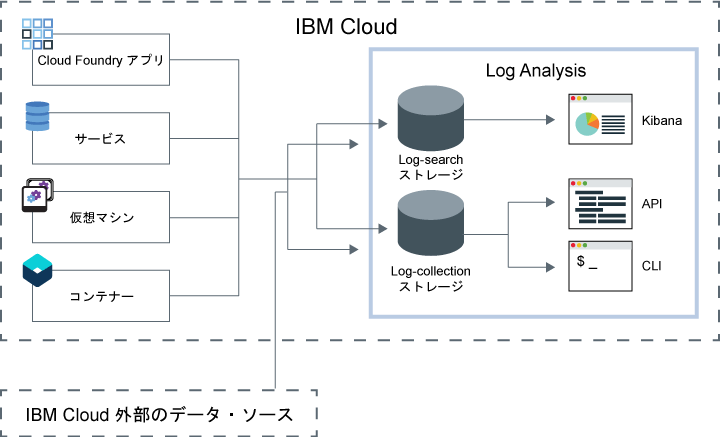 IBM Cloud
Cloud Foundry アプリ
サービス
仮想マシン
コンテナー
Log Analysis
Log-search
ストレージ
Kibana
Log-collection
ストレージ
API
$ _
CLI
IBM Cloud 外部のデータ・ソース